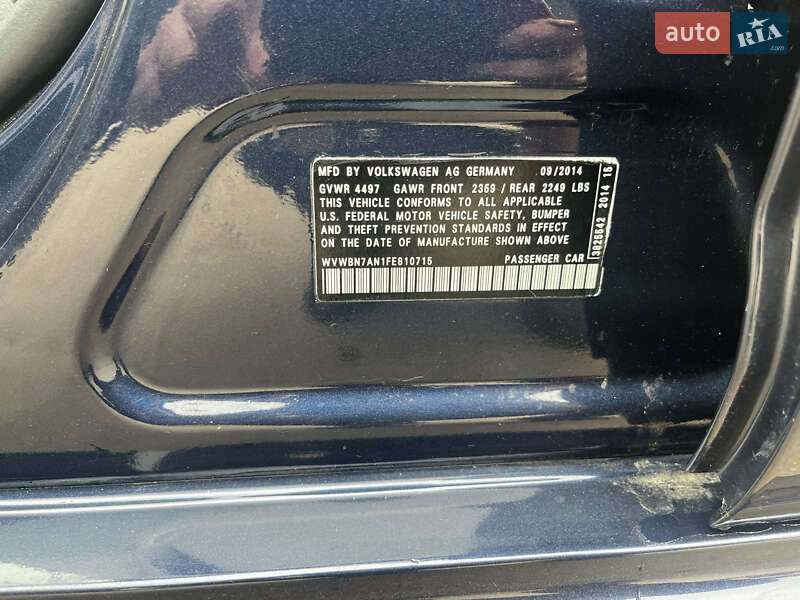 auto RIA
MFD BY VOLKSWAGEN AG GERMANY 09/2014
GVWR 4497 GAWR FRONT 2359 / REAR 2249 LBS
THIS VEHICLE CONFORMS TO ALL APPLICABLE
U.S. FEDERAL MOTOR VEHICLE SAFETY, BUMPER
AND THEFT PREVENTION STANDARDS IN EFFECT
ON THE DATE OF MANUFACTURE SHOWN ABOVE
WVWBN7AN1FE810715 PASSENGER CAR
3825642 2014 16